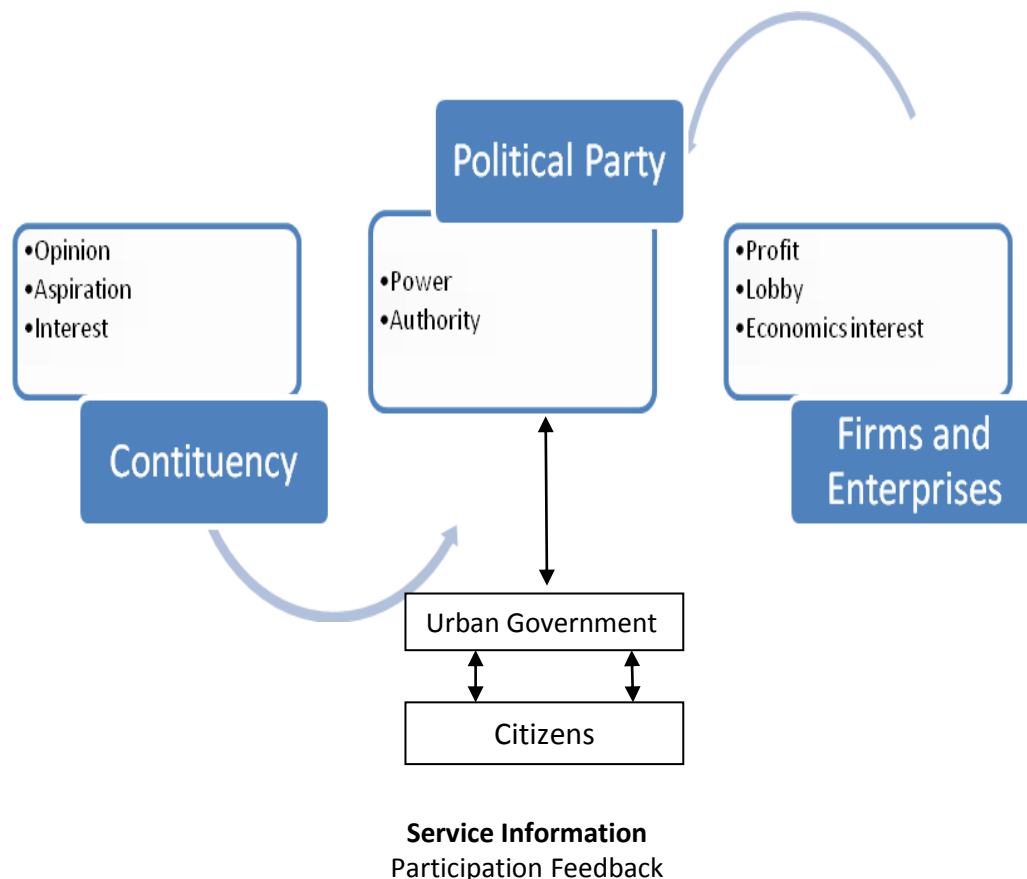 Political Party
•Opinion
•Aspiration
•Interest
•Power
•Authority
•Profit
•Lobby
•Economics interest
Contituency
Firms and
Enterprises
Urban Government
Citizens
Service Information
Participation Feedback